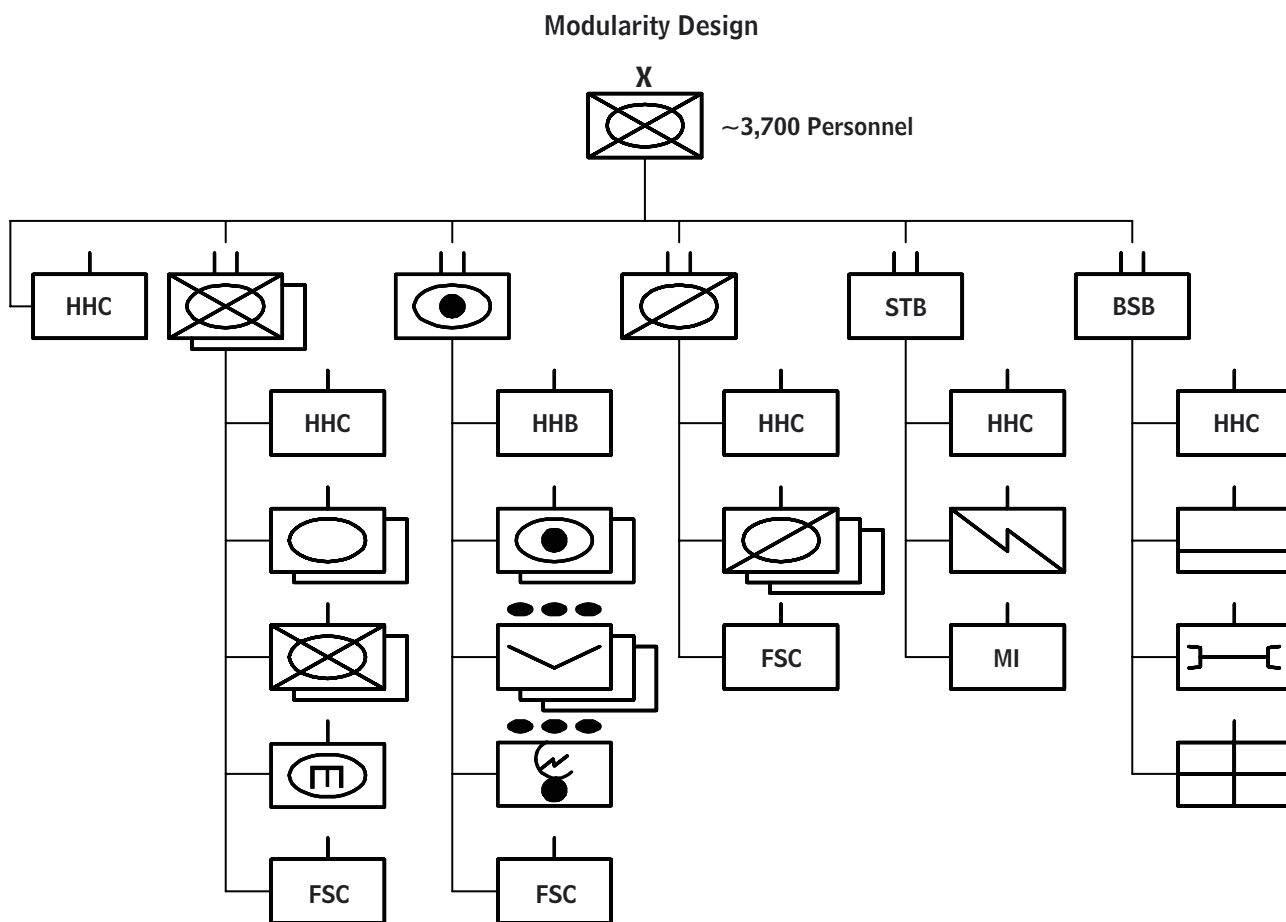 Modularity Design
X
~3,700 Personnel
HHC
STB
BSB
HHC
HHB
HHC
HHC
HHC
FSC
MI
FSC
FSC